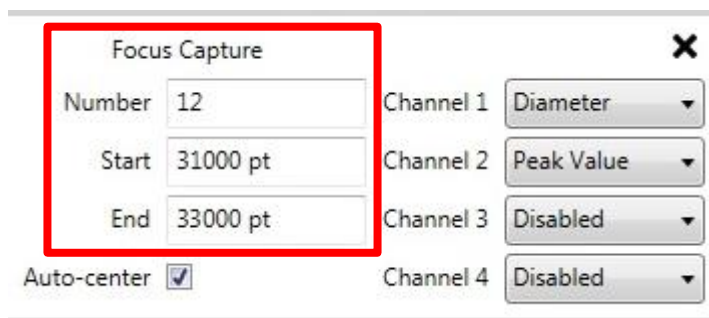 Focus Capture
Number 12 Channel 1 Diameter
Start 31000 pt Channel 2 Peak Value
End 33000 pt Channel 3 Disabled
Auto-center Channel 4 Disabled